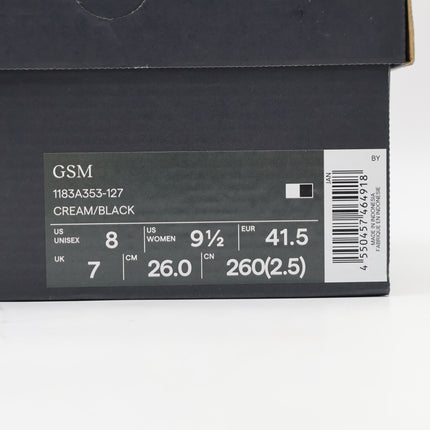 GSM
1183A353-127
CREAM/BLACK
US UNISEX 8 US WOMEN 9½ EUR 41.5
UK 7 CM 26.0 CN 260(2.5)
JAN
4 550457 464918
BY
MADE IN INDONESIA
FABRIQUÉ EN INDONÉSIE